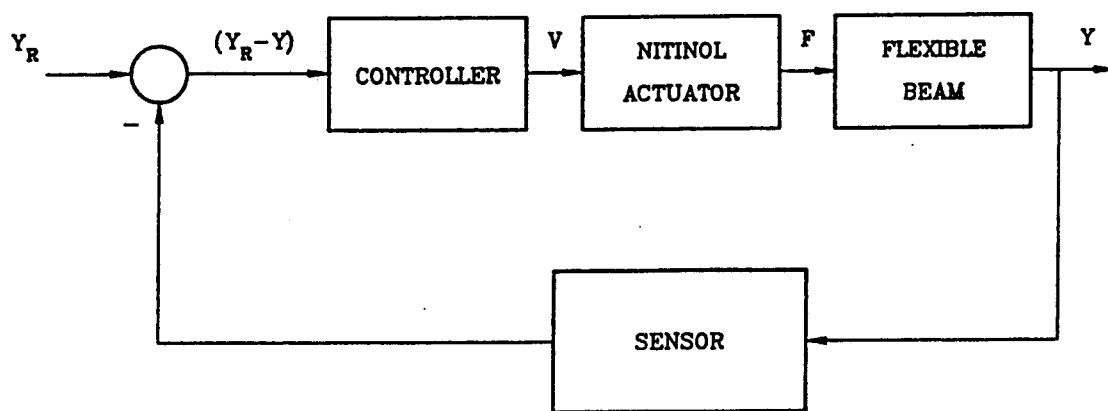 Y_R
(Y_R-Y)
CONTROLLER
V
NITINOL
ACTUATOR
F
FLEXIBLE
BEAM
Y
−
SENSOR